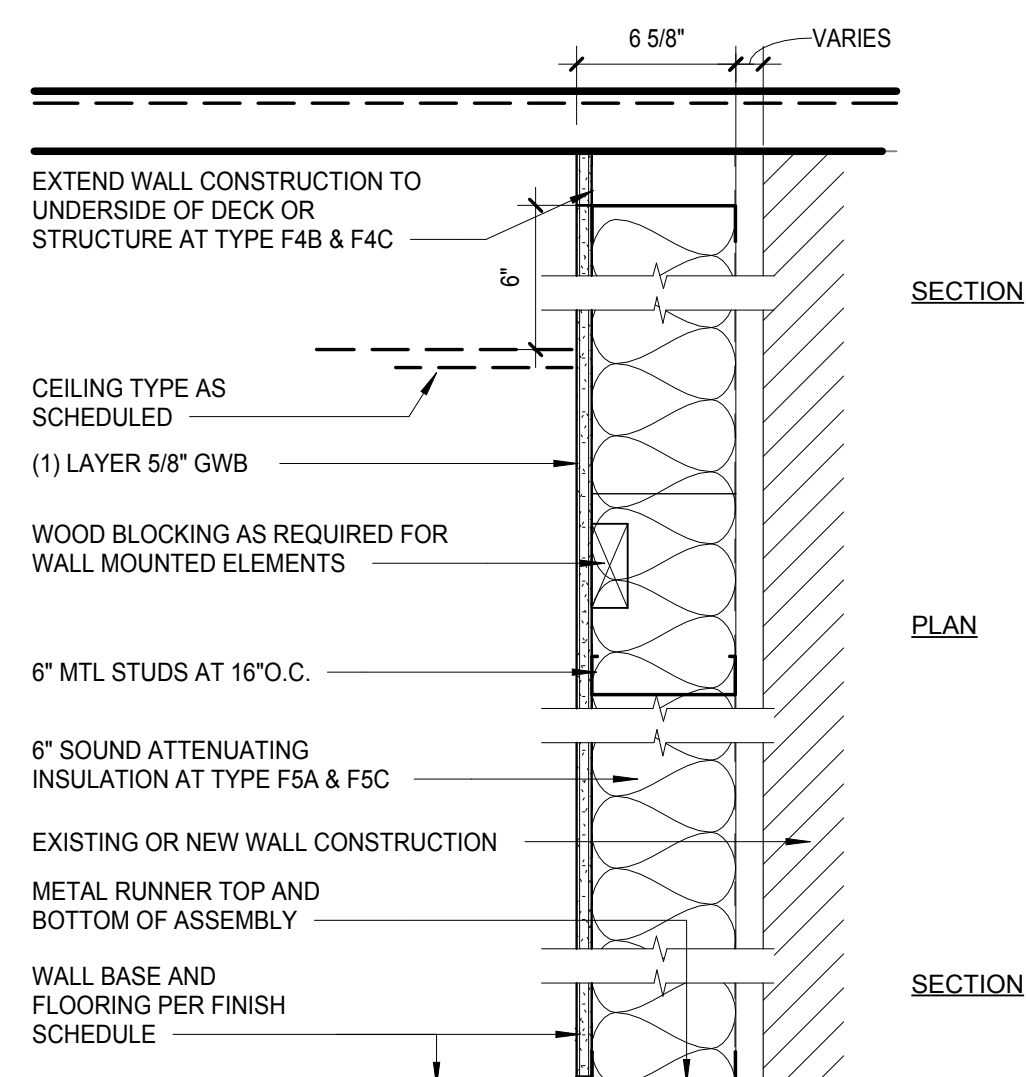 6 5/8"
VARIES
EXTEND WALL CONSTRUCTION TO
UNDERSIDE OF DECK OR
STRUCTURE AT TYPE F4B & F4C
6"
SECTION
CEILING TYPE AS
SCHEDULED
(1) LAYER 5/8" GWB
WOOD BLOCKING AS REQUIRED FOR
WALL MOUNTED ELEMENTS
PLAN
6" MTL STUDS AT 16"O.C.
6" SOUND ATTENUATING
INSULATION AT TYPE F5A & F5C
EXISTING OR NEW WALL CONSTRUCTION
METAL RUNNER TOP AND
BOTTOM OF ASSEMBLY
WALL BASE AND
FLOORING PER FINISH
SCHEDULE
SECTION